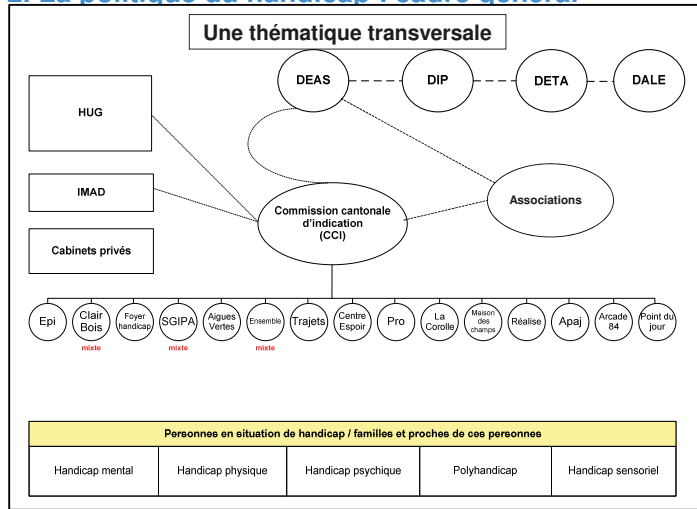 2. La politique du handicap : cadre général
Une thématique transversale
DEAS
DIP
DETA
DALE
HUG
IMAD
Cabinets privés
Commission cantonale
d'indication
(CCI)
Associations
Epi
Clair
Bois
mixte
Foyer
handicap
SGIPA
mixte
Aigues
Vertes
Ensemble
mixte
Trajets
Centre
Espoir
Pro
La
Corolle
Maison
des
champs
Réalise
Apaj
Arcade
84
Point du
jour
Personnes en situation de handicap / familles et proches de ces personnes
Handicap mental
Handicap physique
Handicap psychique
Polyhandicap
Handicap sensoriel